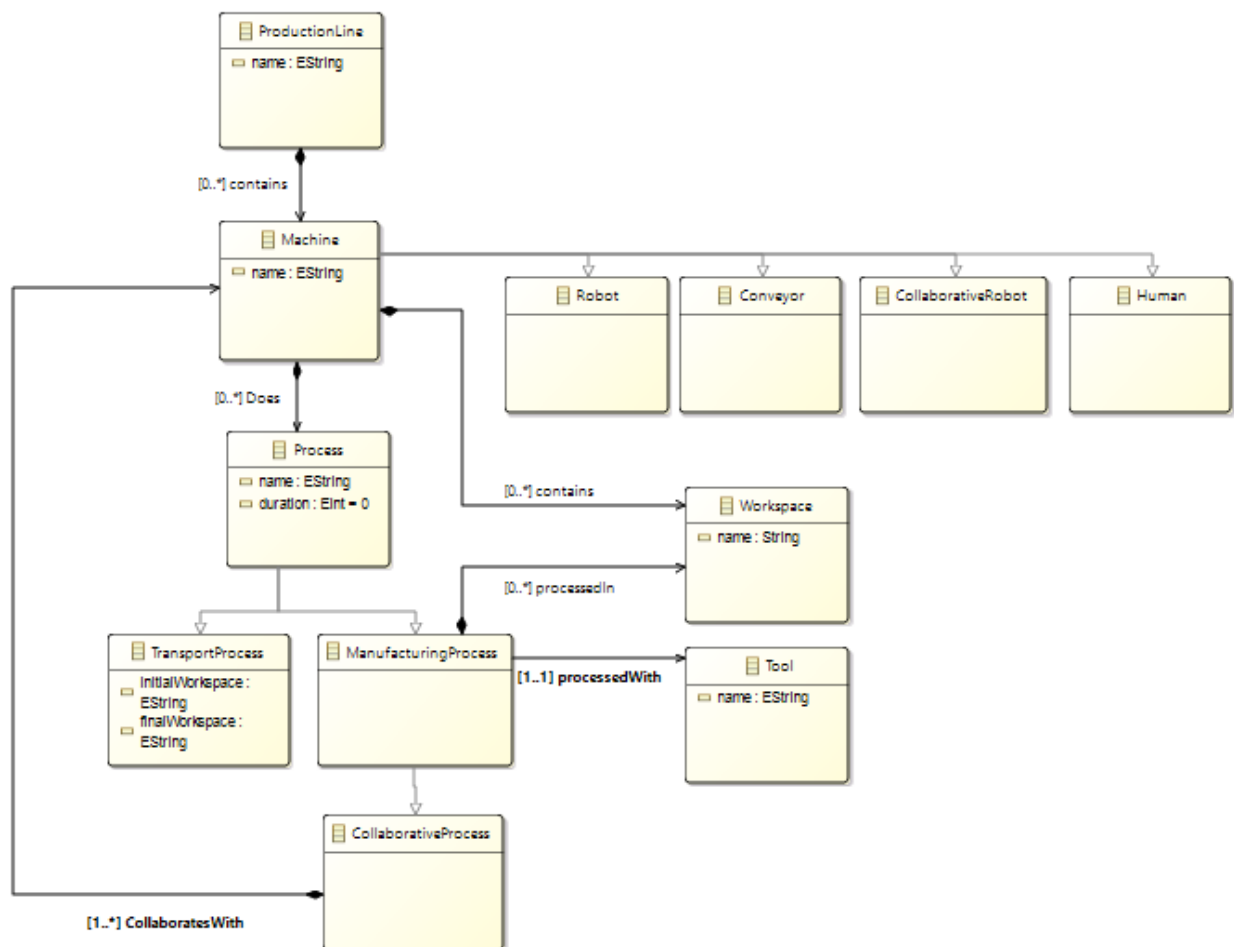 ProductionLine
name : EString
[0..*] contains
Machine
name : EString
Robot
Conveyor
CollaborativeRobot
Human
[0..*] Does
Process
name : EString
duration : EInt = 0
[0..*] contains
Workspace
name : String
[0..*] processedIn
TransportProcess
initialWorkspace :
EString
finalWorkspace :
EString
ManufacturingProcess
[1..1] processedWith
Tool
name : EString
CollaborativeProcess
[1..*] CollaboratesWith